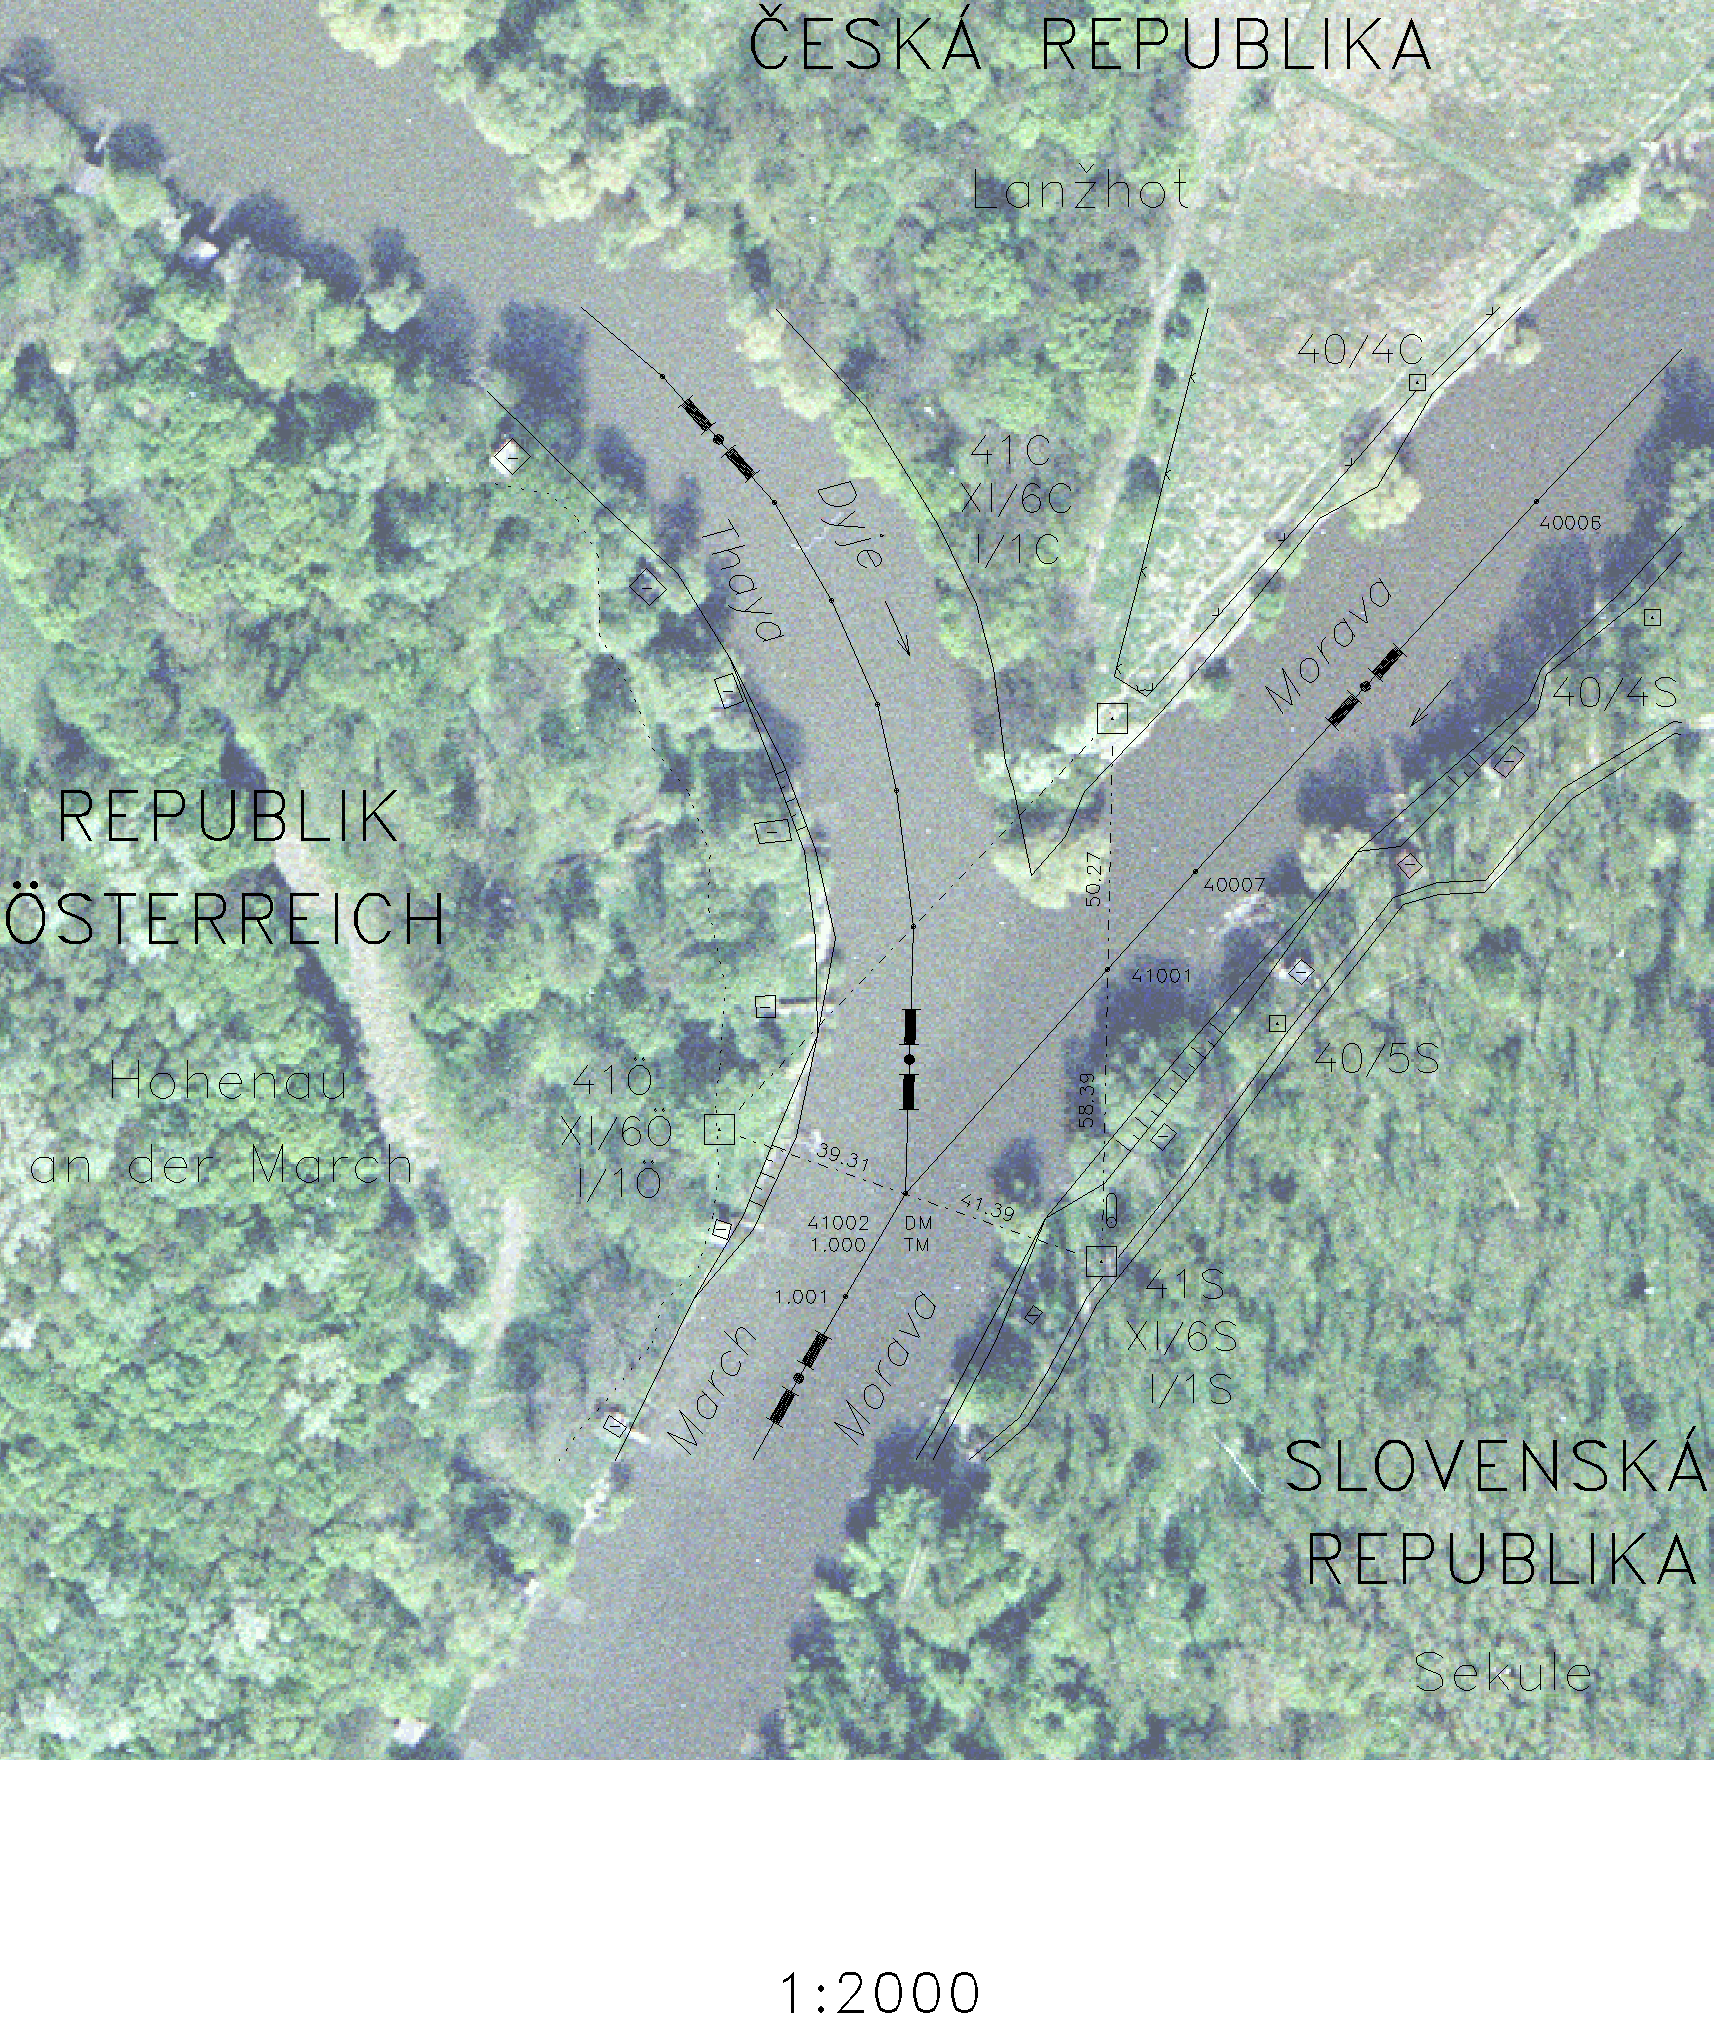 ČESKÁ REPUBLIKA
Lanžhot
40/4C
41C
XI/6C
I/1C
Dyje
Thaya
40006
Morava
40/4S
REPUBLIK
ÖSTERREICH
50.27
40007
41001
Hohenau
an der March
41Ö
XI/6Ö
I/1Ö
58.39
40/5S
39.31
41.39
41002 DM
1.000 TM
1.001
March
Morava
41S
XI/6S
I/1S
SLOVENSKÁ
REPUBLIKA
Sekule
1:2000